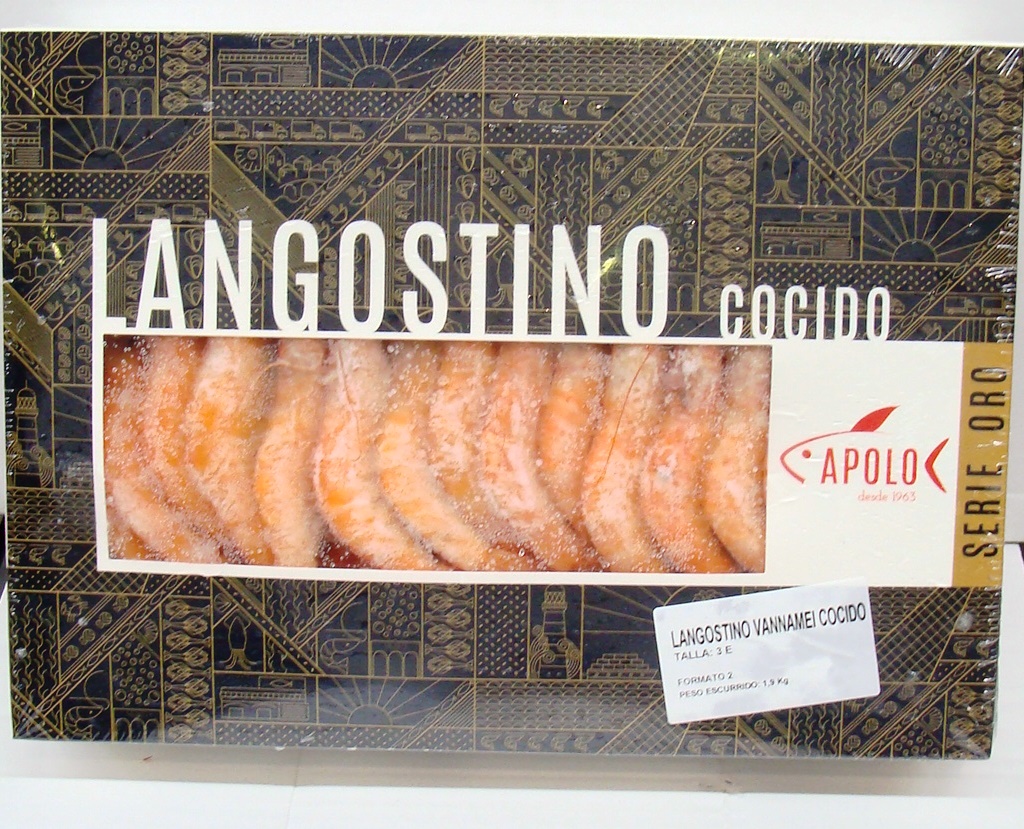 LANGOSTINO COCIDO
APOLO
desde 1963
SERIE ORO
LANGOSTINO VANNAMEI COCIDO
TALLA: 3 E
FORMATO 2
PESO ESCURRIDO: 1,9 Kg